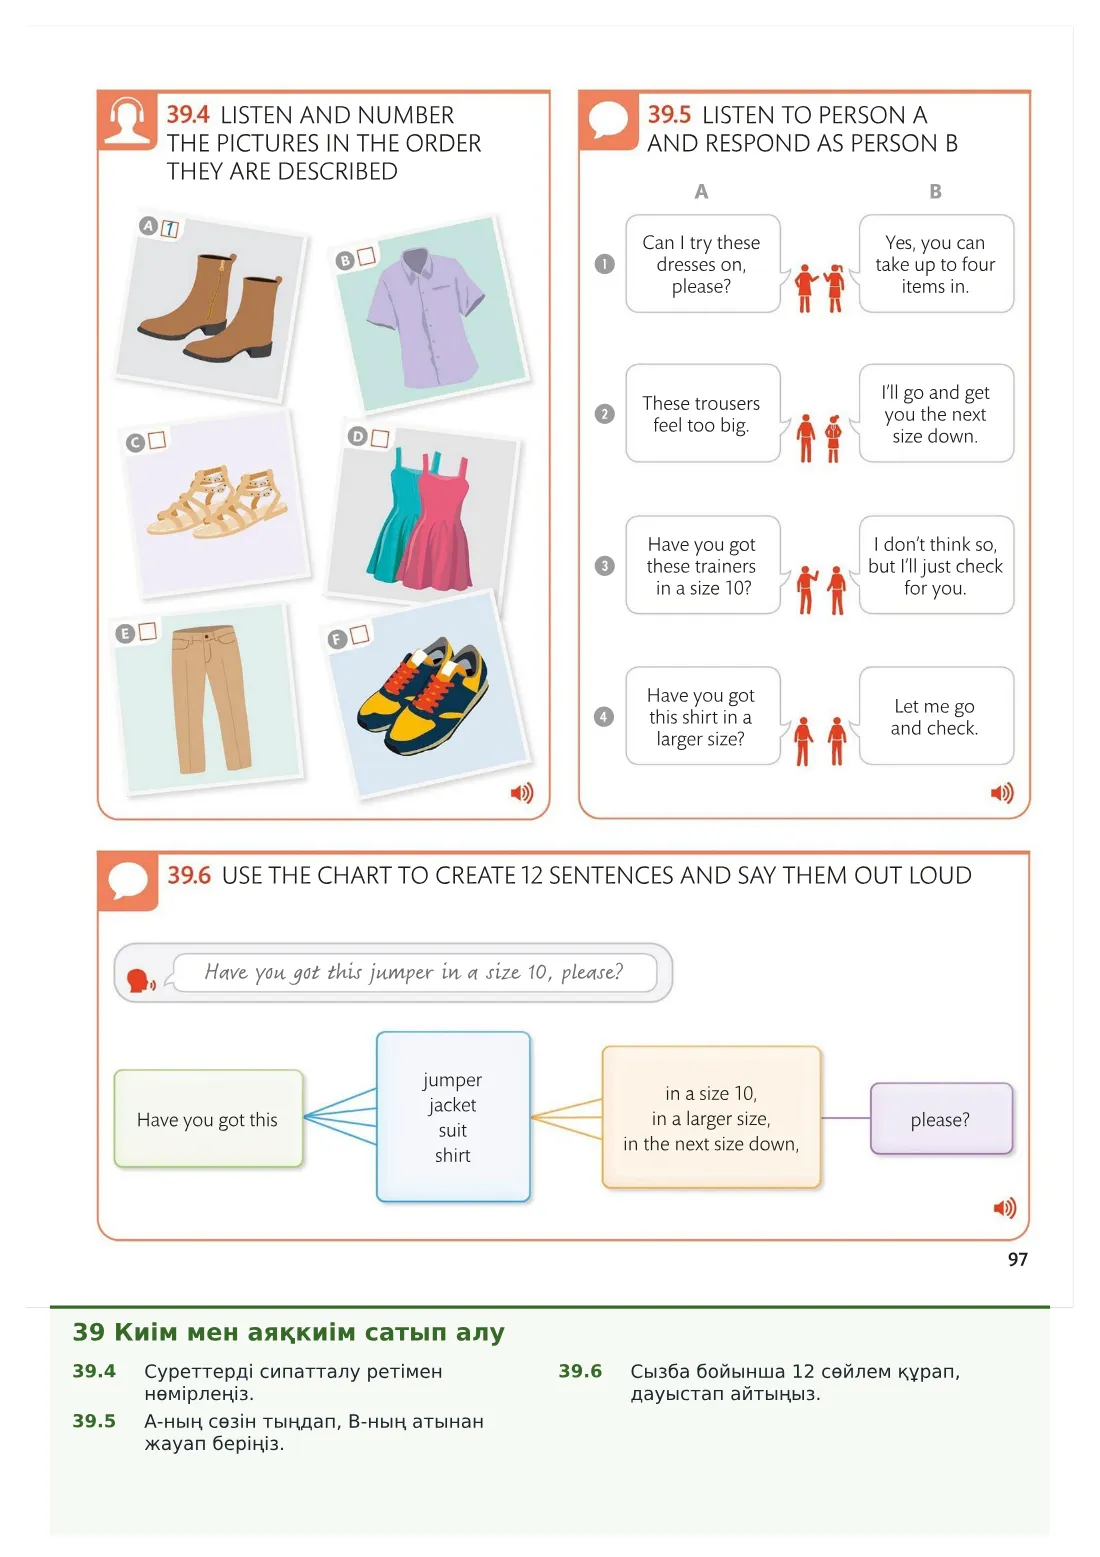 39.4 LISTEN AND NUMBER
THE PICTURES IN THE ORDER
THEY ARE DESCRIBED
A 1
B
C
D
E
F
39.5 LISTEN TO PERSON A
AND RESPOND AS PERSON B
A
B
1
Can I try these
dresses on,
please?
Yes, you can
take up to four
items in.
2
These trousers
feel too big.
I'll go and get
you the next
size down.
3
Have you got
these trainers
in a size 10?
I don't think so,
but I'll just check
for you.
4
Have you got
this shirt in a
larger size?
Let me go
and check.
39.6 USE THE CHART TO CREATE 12 SENTENCES AND SAY THEM OUT LOUD
Have you got this jumper in a size 10, please?
Have you got this
jumper
jacket
suit
shirt
in a size 10,
in a larger size,
in the next size down,
please?
97
39 Киім мен аяқкиім сатып алу
39.4 Суреттерді сипатталу ретімен
нөмірлеңіз.
39.5 А-ның сөзін тыңдап, В-ның атынан
жауап беріңіз.
39.6 Сызба бойынша 12 сөйлем құрап,
дауыстап айтыңыз.